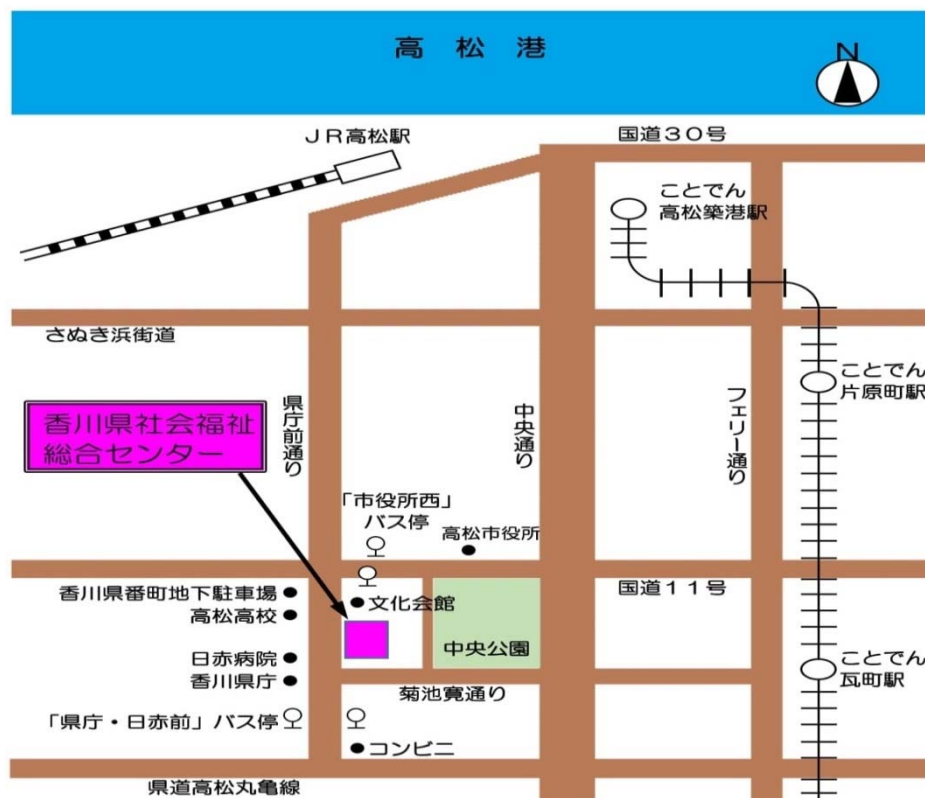 高松港
N
JR高松駅
国道30号
ことでん
高松築港駅
さぬき浜街道
ことでん
片原町駅
香川県社会福祉
総合センター
県庁前通り
中央通り
フェリー通り
「市役所西」
バス停
高松市役所
国道11号
香川県番町地下駐車場
文化会館
高松高校
中央公園
日赤病院
ことでん
瓦町駅
香川県庁
菊池寛通り
「県庁・日赤前」バス停
コンビニ
県道高松丸亀線